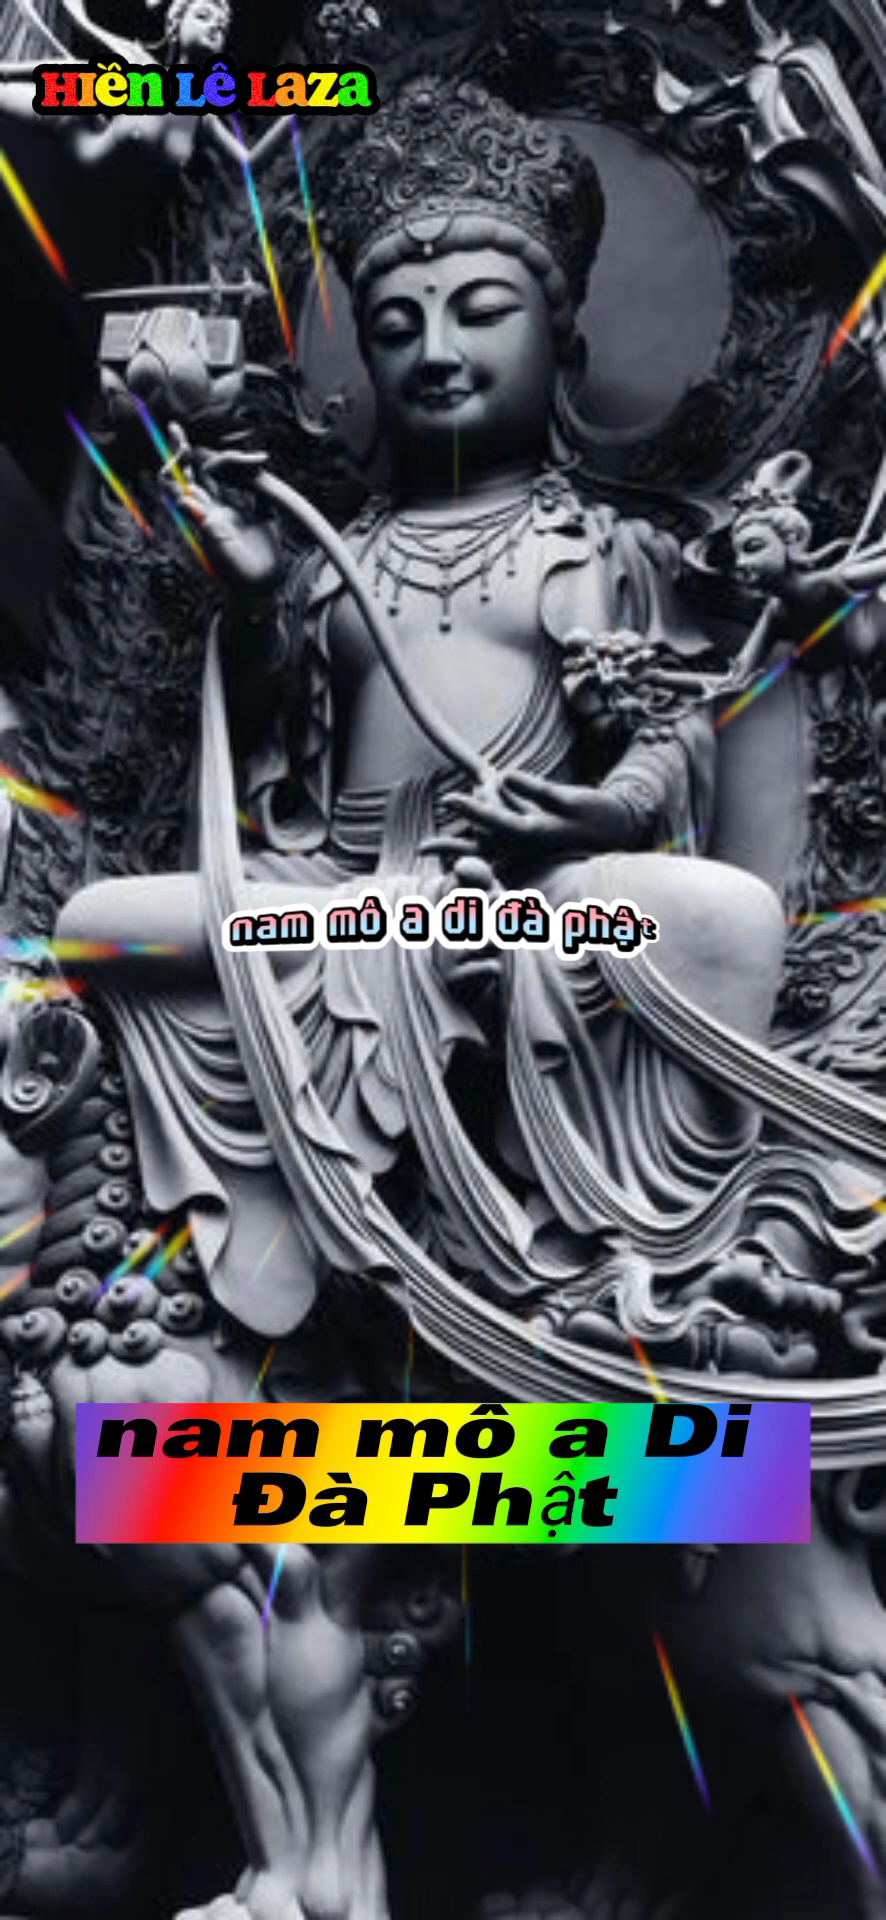 Hiền Lê Laza
nam mô a di đà phật
nam mô a Di
Đà Phật